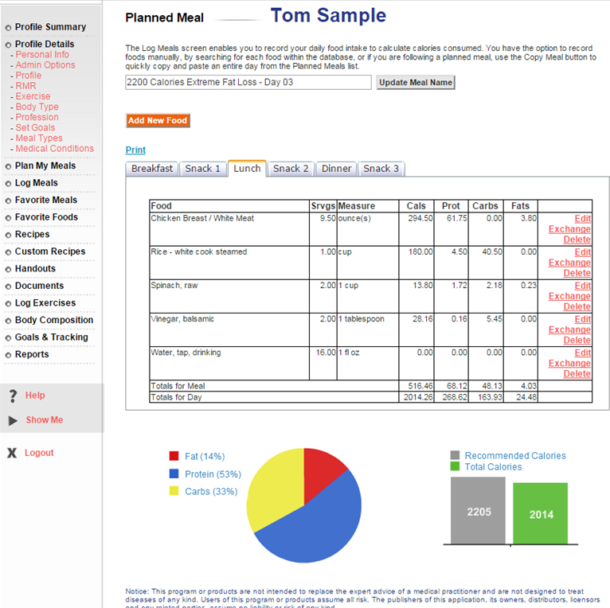 Planned Meal
Tom Sample
Profile Summary
Profile Details
- Personal Info
- Admin Options
- Profile
- RMR
- Exercise
- Body Type
- Profession
- Set Goals
- Meal Types
- Medical Conditions
Plan My Meals
Log Meals
Favorite Meals
Favorite Foods
Recipes
Custom Recipes
Handouts
Documents
Log Exercises
Body Composition
Goals & Tracking
Reports
? Help
Show Me
X Logout
The Log Meals screen enables you to record your daily food intake to calculate calories consumed. You have the option to record
foods manually, by searching for each food within the database, or if you are following a planned meal, use the Copy Meal button to
quickly copy and paste an entire day from the Planned Meals list.
2200 Calories Extreme Fat Loss - Day 03 Update Meal Name
Add New Food
Print
Breakfast Snack 1 Lunch Snack 2 Dinner Snack 3
Food Srvgs Measure Cals Prot Carbs Fats
Chicken Breast / White Meat 9.50 ounce(s) 294.50 61.75 0.00 3.80 Edit
Exchange
Delete
Rice - white cook steamed 1.00 cup 180.00 4.50 40.50 0.00 Edit
Exchange
Delete
Spinach, raw 2.00 1 cup 13.80 1.72 2.18 0.23 Edit
Exchange
Delete
Vinegar, balsamic 2.00 1 tablespoon 28.16 0.16 5.45 0.00 Edit
Exchange
Delete
Water, tap, drinking 16.00 1 fl oz 0.00 0.00 0.00 0.00 Edit
Exchange
Delete
Totals for Meal 516.46 68.12 48.13 4.03
Totals for Day 2014.26 268.62 163.93 24.48
Fat (14%)
Protein (53%)
Carbs (33%)
Recommended Calories
Total Calories
2205
2014
Notice: This program or products are not intended to replace the expert advice of a medical practitioner and are not designed to treat
diseases of any kind. Users of this program or products assume all risk. The publishers of this application, its owners, distributors, licensors
and any related parties, assume no liability or risk of any kind.